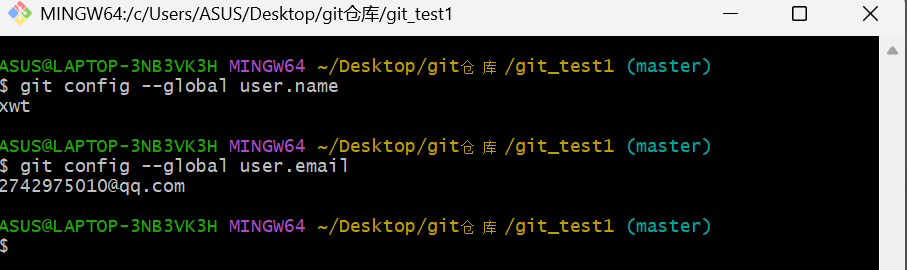 MINGW64:/c/Users/ASUS/Desktop/git仓库/git_test1
ASUS@LAPTOP-3NB3VK3H MINGW64 ~/Desktop/git仓库/git_test1 (master)
$ git config --global user.name
xwt
ASUS@LAPTOP-3NB3VK3H MINGW64 ~/Desktop/git仓库/git_test1 (master)
$ git config --global user.email
2742975010@qq.com
ASUS@LAPTOP-3NB3VK3H MINGW64 ~/Desktop/git仓库/git_test1 (master)
$